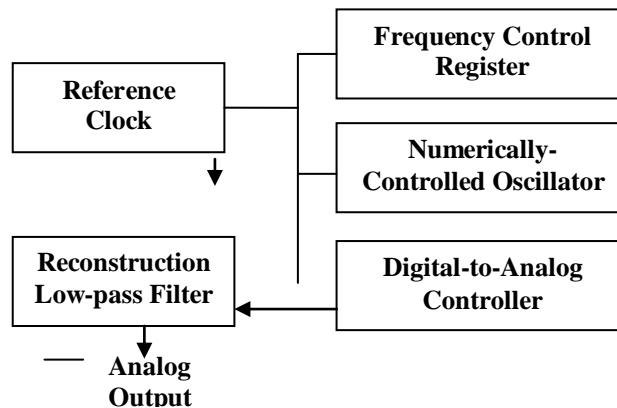 Frequency Control
Register
Reference
Clock
Numerically-
Controlled Oscillator
Reconstruction
Low-pass Filter
Digital-to-Analog
Controller
Analog
Output